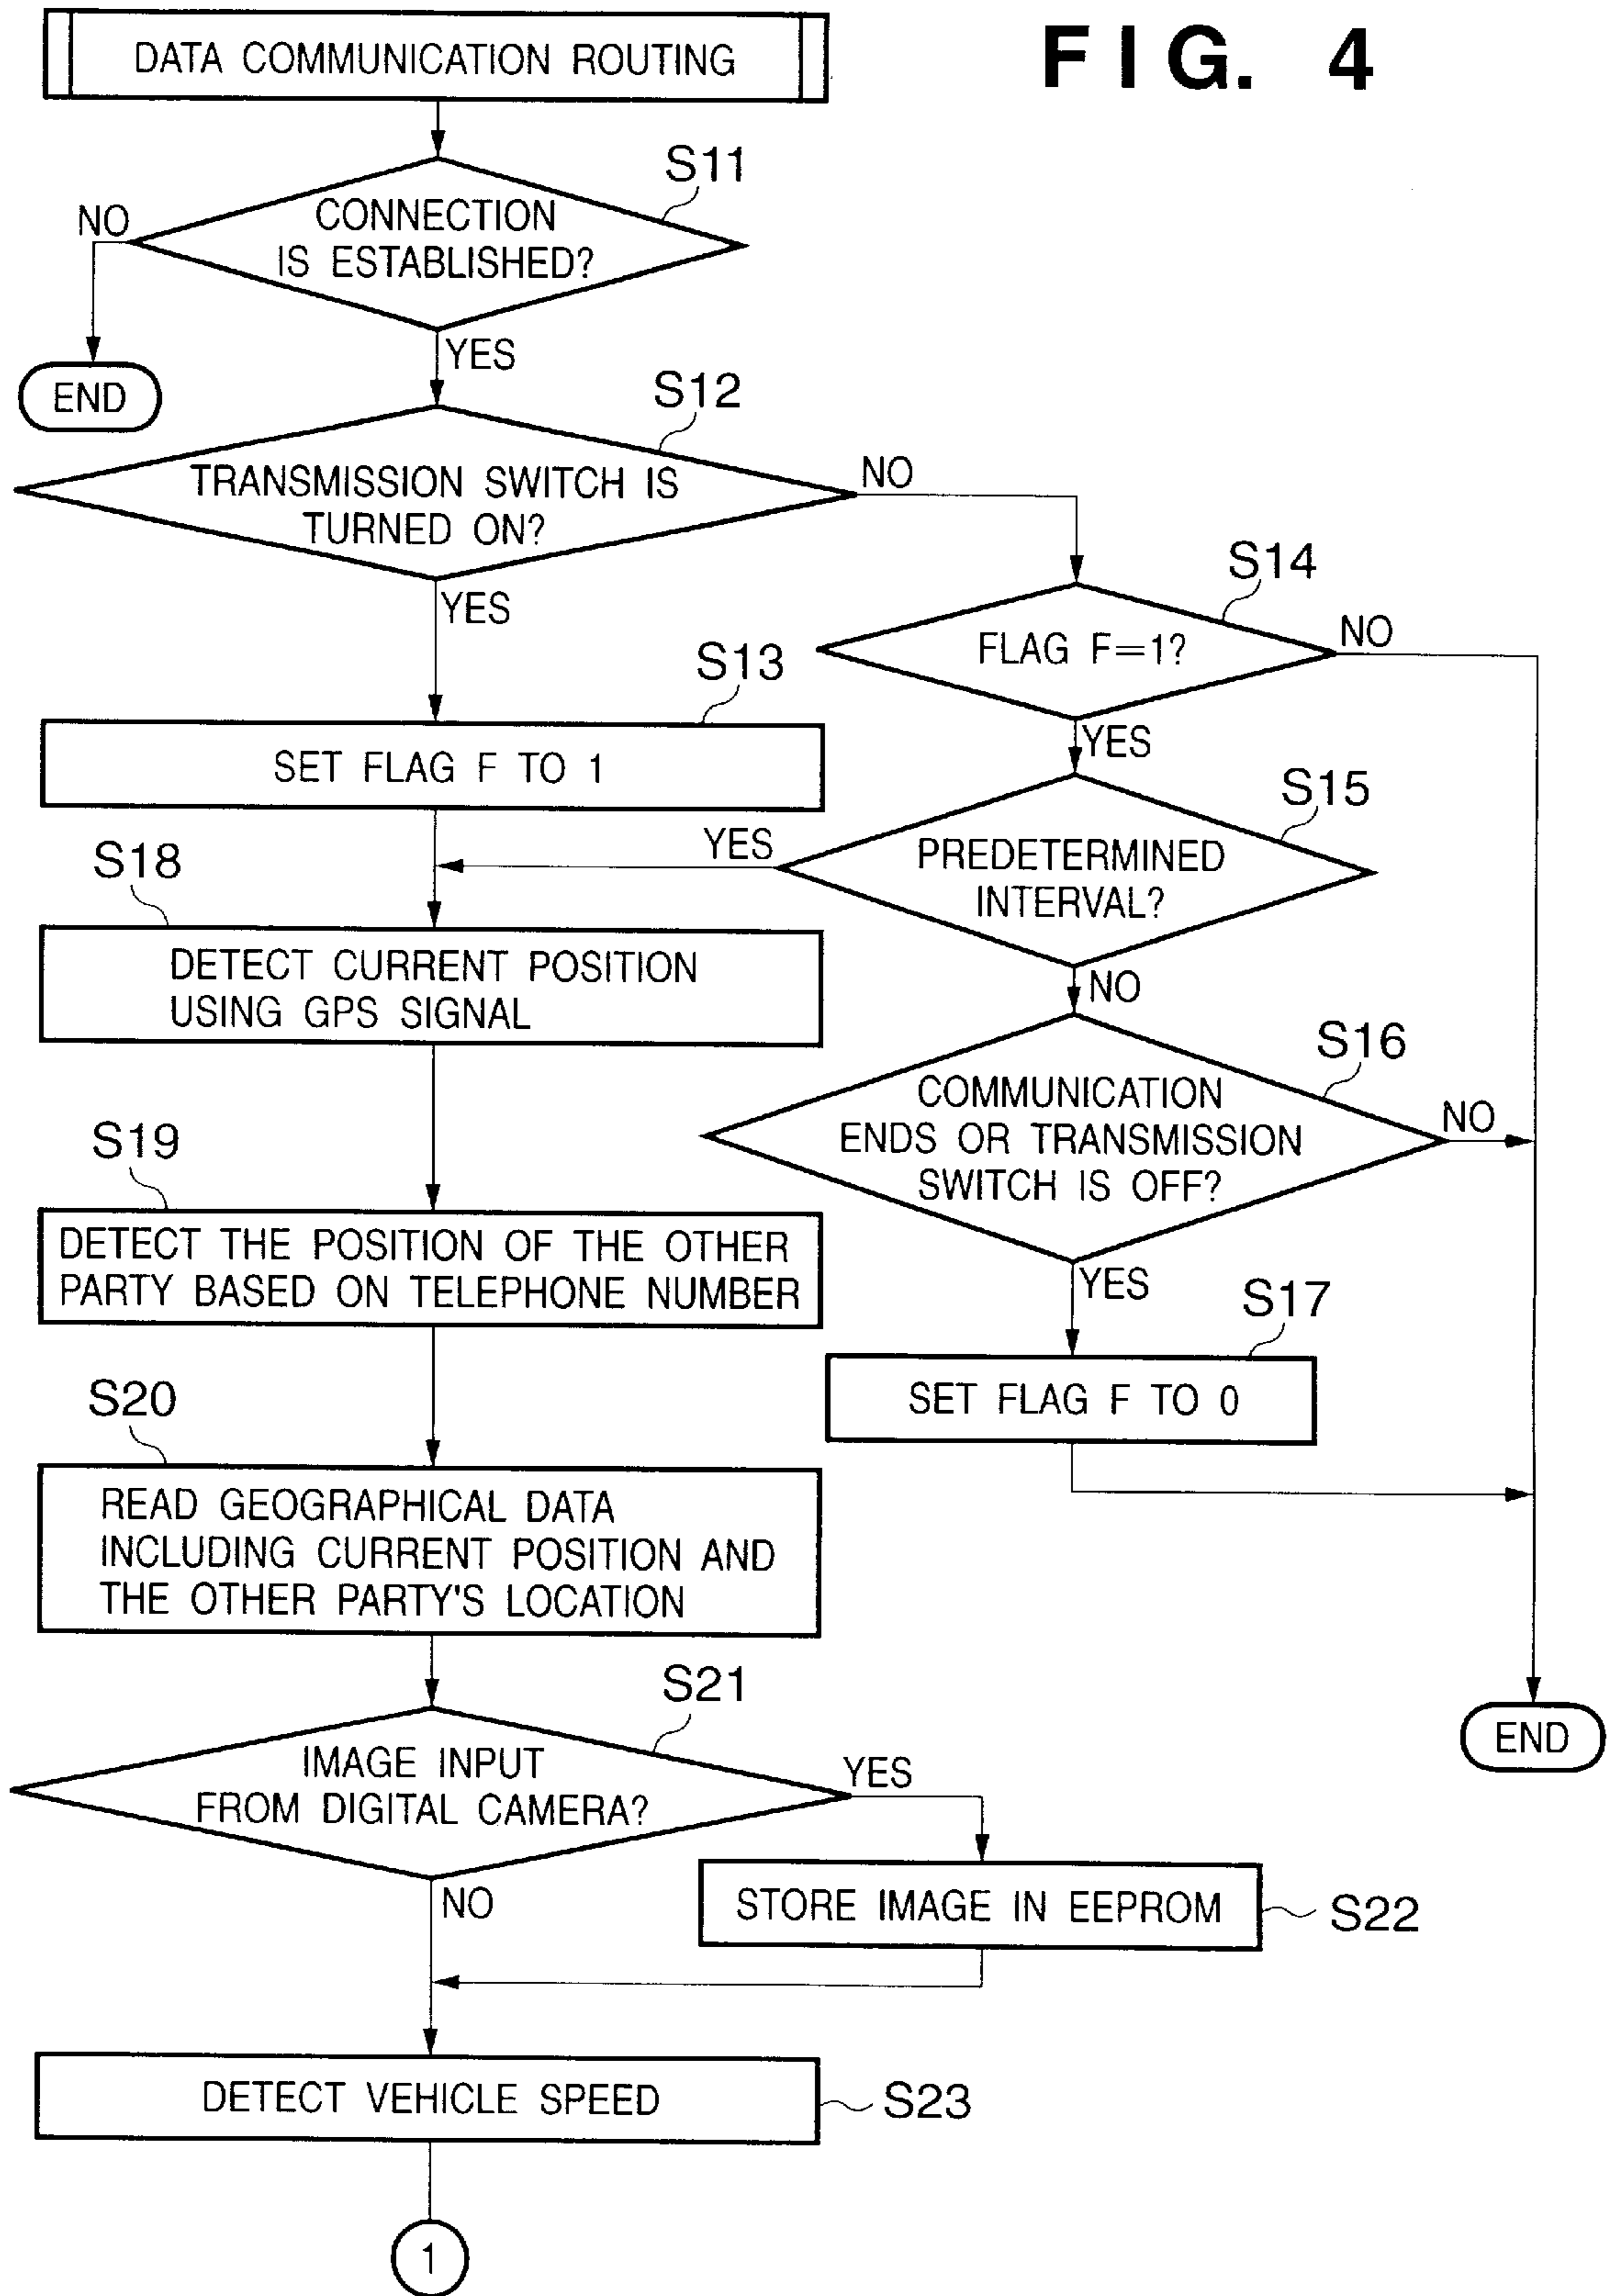 FIG. 4
DATA COMMUNICATION ROUTING
S11
CONNECTION
IS ESTABLISHED?
NO
END
YES
S12
TRANSMISSION SWITCH IS
TURNED ON?
NO
YES
S14
FLAG F=1?
NO
YES
S13
SET FLAG F TO 1
S15
PREDETERMINED
INTERVAL?
YES
NO
S18
DETECT CURRENT POSITION
USING GPS SIGNAL
S16
COMMUNICATION
ENDS OR TRANSMISSION
SWITCH IS OFF?
NO
YES
S19
DETECT THE POSITION OF THE OTHER
PARTY BASED ON TELEPHONE NUMBER
S17
SET FLAG F TO 0
S20
READ GEOGRAPHICAL DATA
INCLUDING CURRENT POSITION AND
THE OTHER PARTY'S LOCATION
END
S21
IMAGE INPUT
FROM DIGITAL CAMERA?
YES
NO
STORE IMAGE IN EEPROM
S22
DETECT VEHICLE SPEED
S23
1